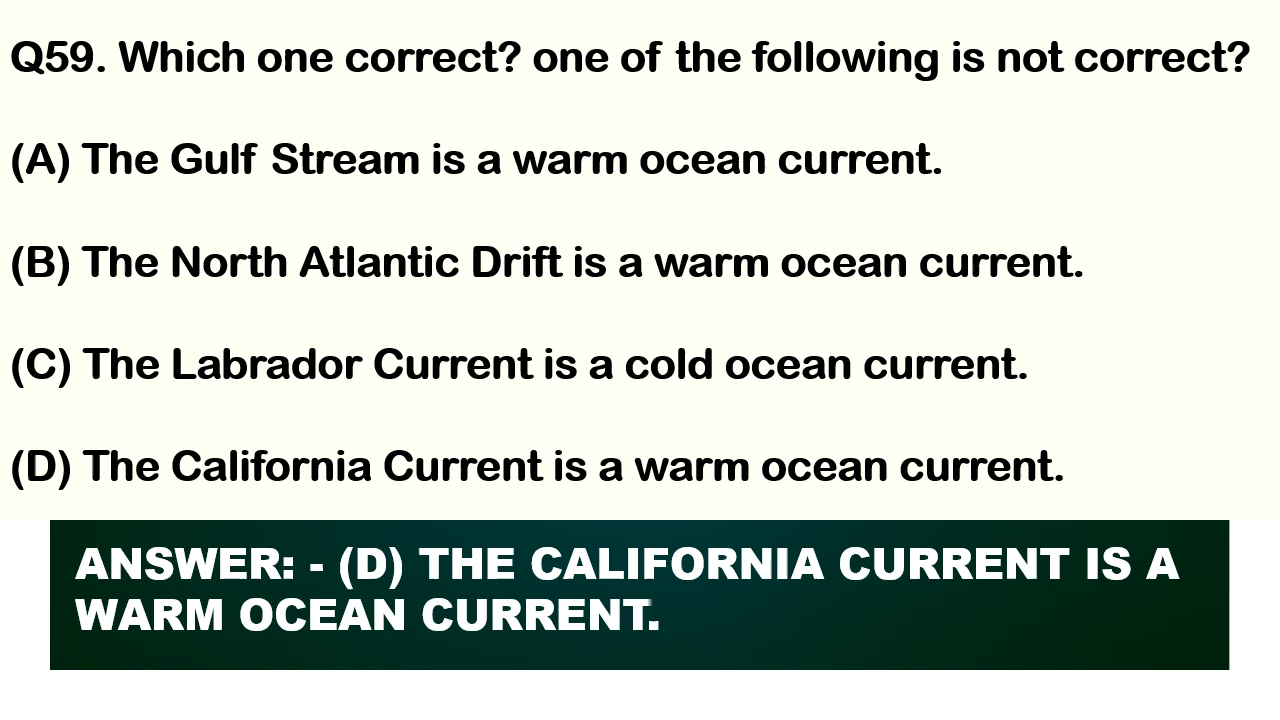 Q59. Which one correct? one of the following is not correct?
(A) The Gulf Stream is a warm ocean current.
(B) The North Atlantic Drift is a warm ocean current.
(C) The Labrador Current is a cold ocean current.
(D) The California Current is a warm ocean current.
ANSWER: - (D) THE CALIFORNIA CURRENT IS A
WARM OCEAN CURRENT.